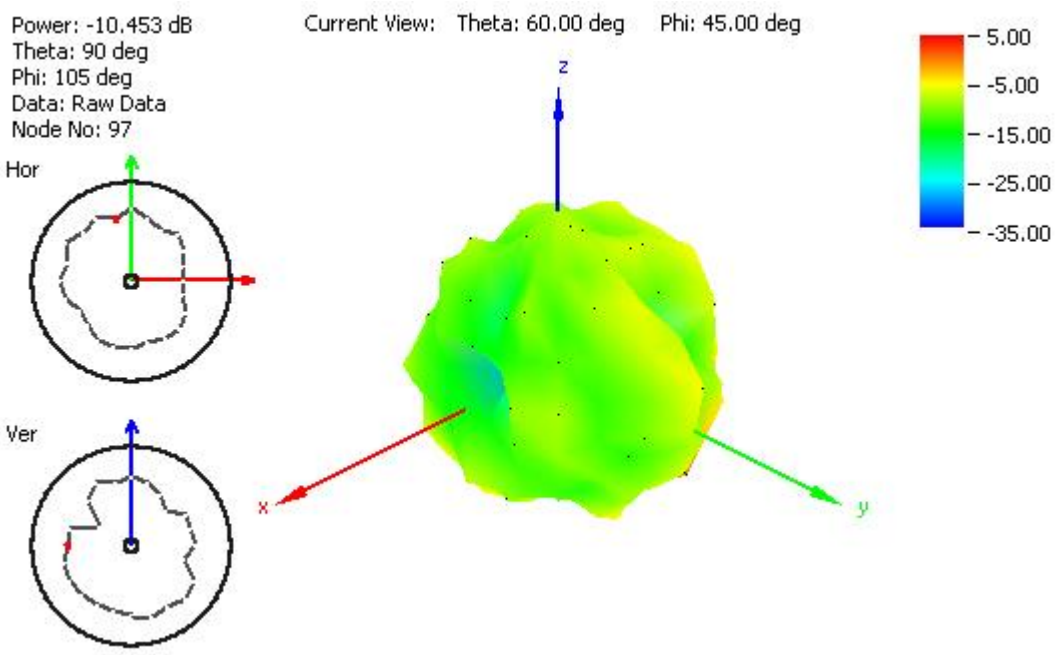 Power: -10.453 dB
Theta: 90 deg
Phi: 105 deg
Data: Raw Data
Node No: 97
Current View: Theta: 60.00 deg Phi: 45.00 deg
5.00
-5.00
-15.00
-25.00
-35.00
Hor
Ver
z
x
y